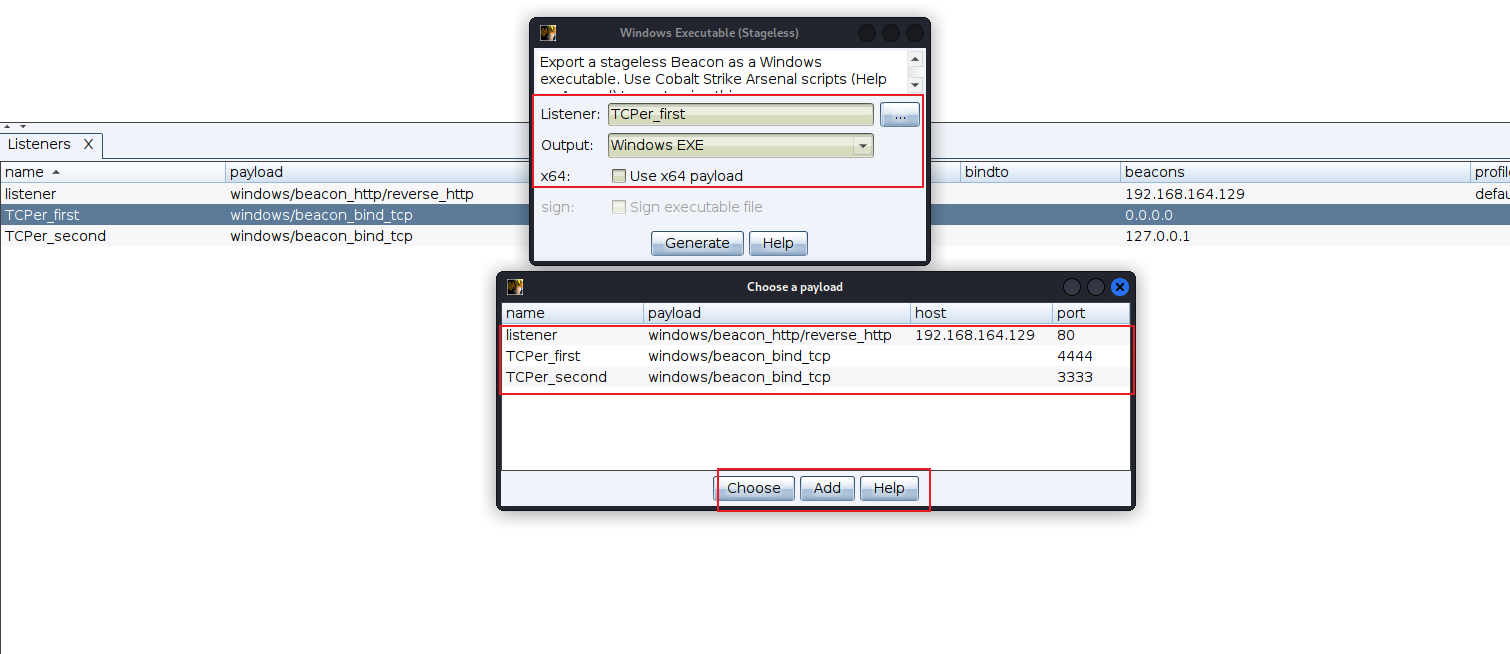 Windows Executable (Stageless)
Export a stageless Beacon as a Windows
executable. Use Cobalt Strike Arsenal scripts (Help
Listener: TCPer_first ...
Output: Windows EXE
x64: Use x64 payload
sign: Sign executable file
Generate Help
Listeners X
name payload bindto beacons
listener windows/beacon_http/reverse_http 192.168.164.129
TCPer_first windows/beacon_bind_tcp 0.0.0.0
TCPer_second windows/beacon_bind_tcp 127.0.0.1
Choose a payload
name payload host port
listener windows/beacon_http/reverse_http 192.168.164.129 80
TCPer_first windows/beacon_bind_tcp 4444
TCPer_second windows/beacon_bind_tcp 3333
Choose Add Help